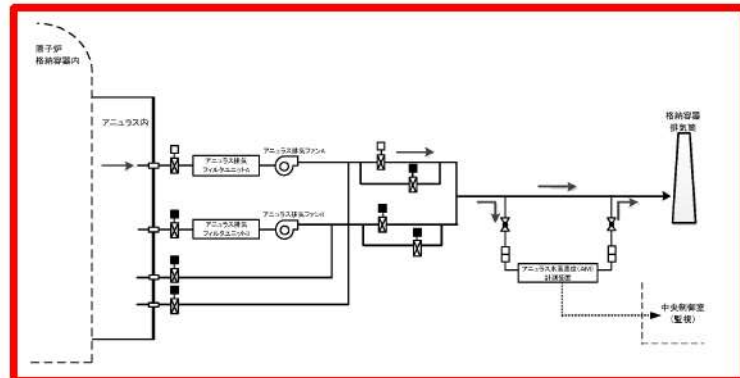 原子炉
格納容器内
アニュラス内
アニュラス排気ファンA
アニュラス排気
フィルタユニットA
アニュラス排気ファンB
アニュラス排気
フィルタユニットB
格納容器
排気筒
アニュラス水素濃度(AM)
計測装置
中央制御室
(監視)